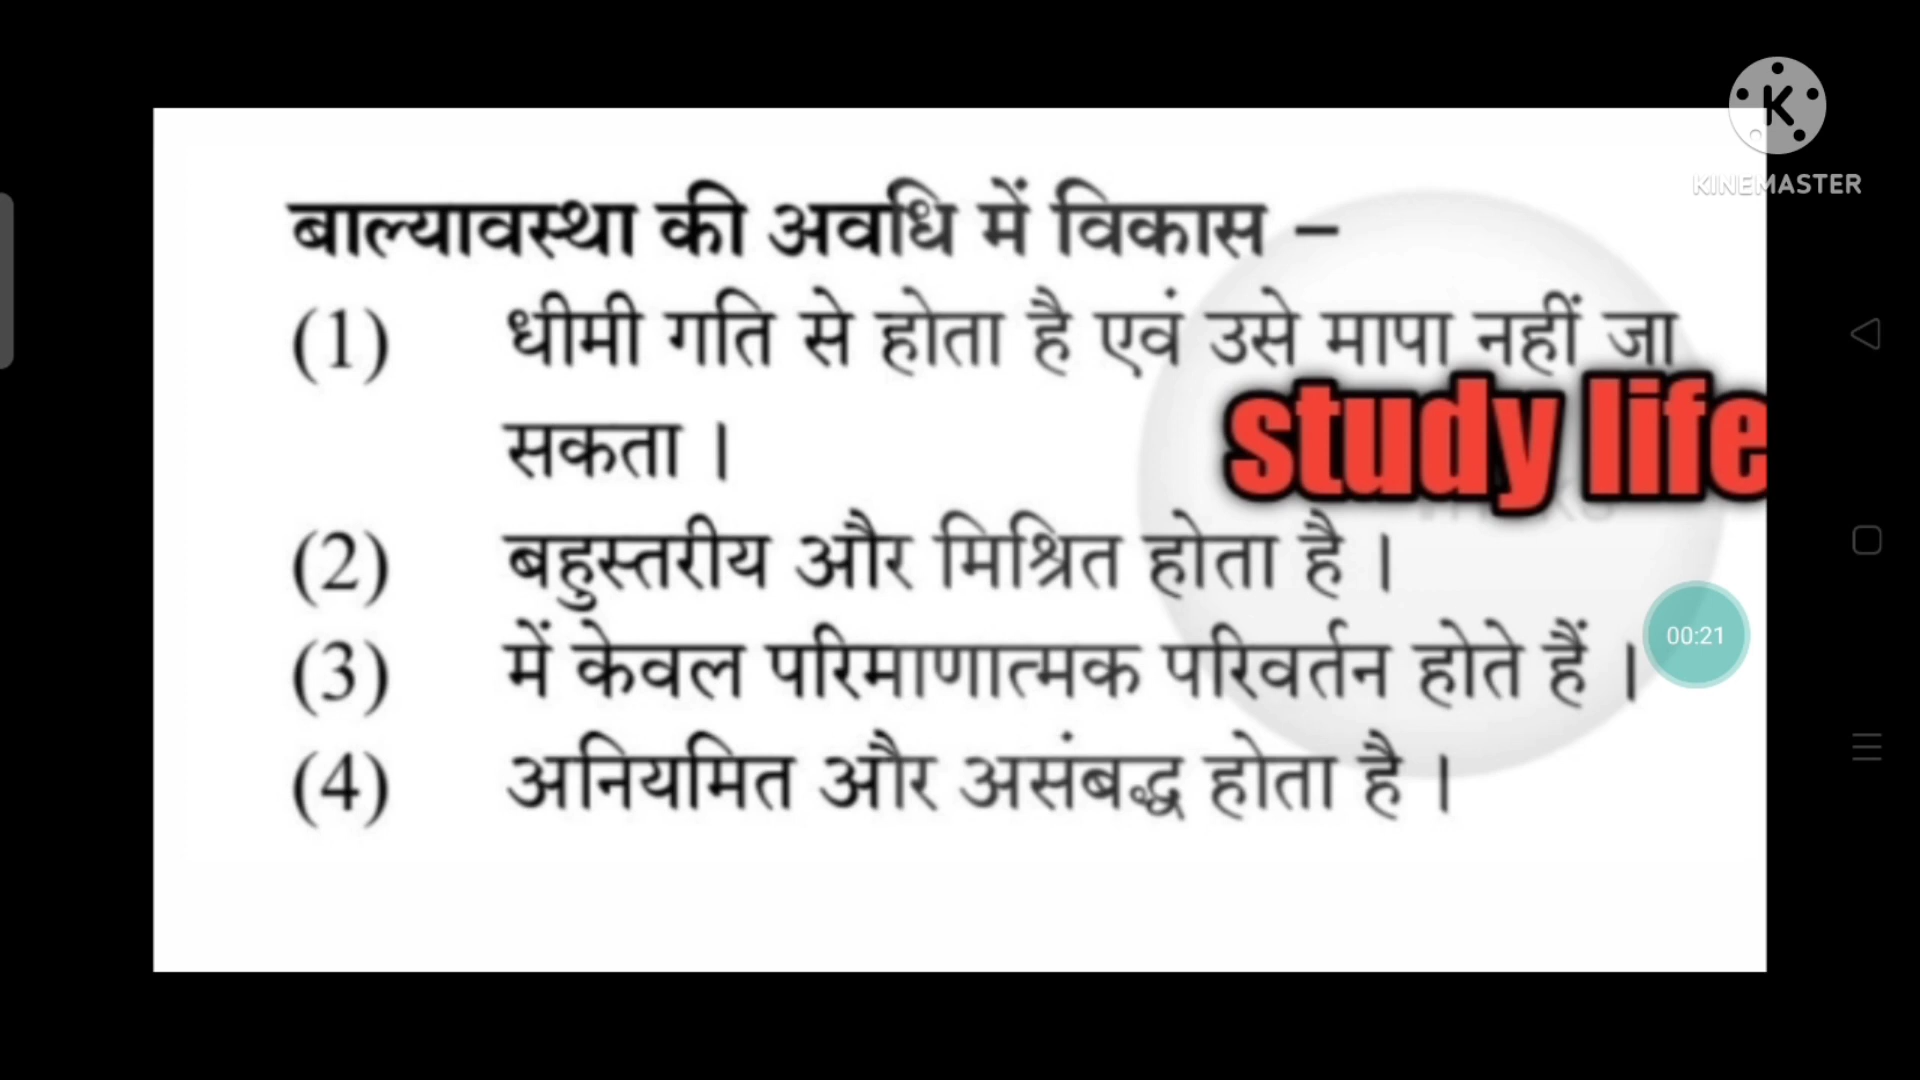 KINEMASTER
बाल्यावस्था की अवधि में विकास –
(1) धीमी गति से होता है एवं उसे मापा नहीं जा
सकता ।
study life
(2) बहुस्तरीय और मिश्रित होता है ।
(3) में केवल परिमाणात्मक परिवर्तन होते हैं ।
00:21
(4) अनियमित और असंबद्ध होता है ।